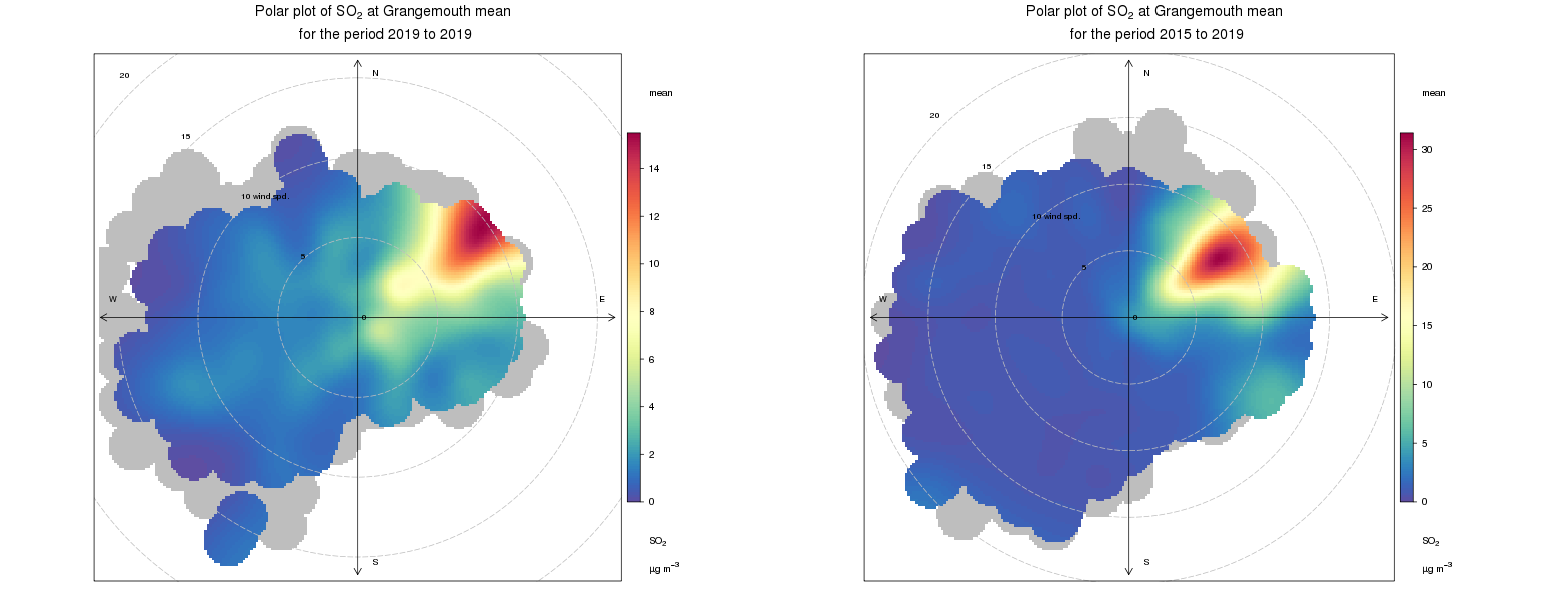 Polar plot of SO₂ at Grangemouth mean
for the period 2019 to 2019
20
N
mean
15
14
12
10 wind spd.
10
5
8
W
E
0
6
4
2
0
SO₂
S
µg m⁻³
Polar plot of SO₂ at Grangemouth mean
for the period 2015 to 2019
N
mean
20
30
15
25
10 wind spd.
20
5
W
E
0
15
10
5
0
SO₂
S
µg m⁻³